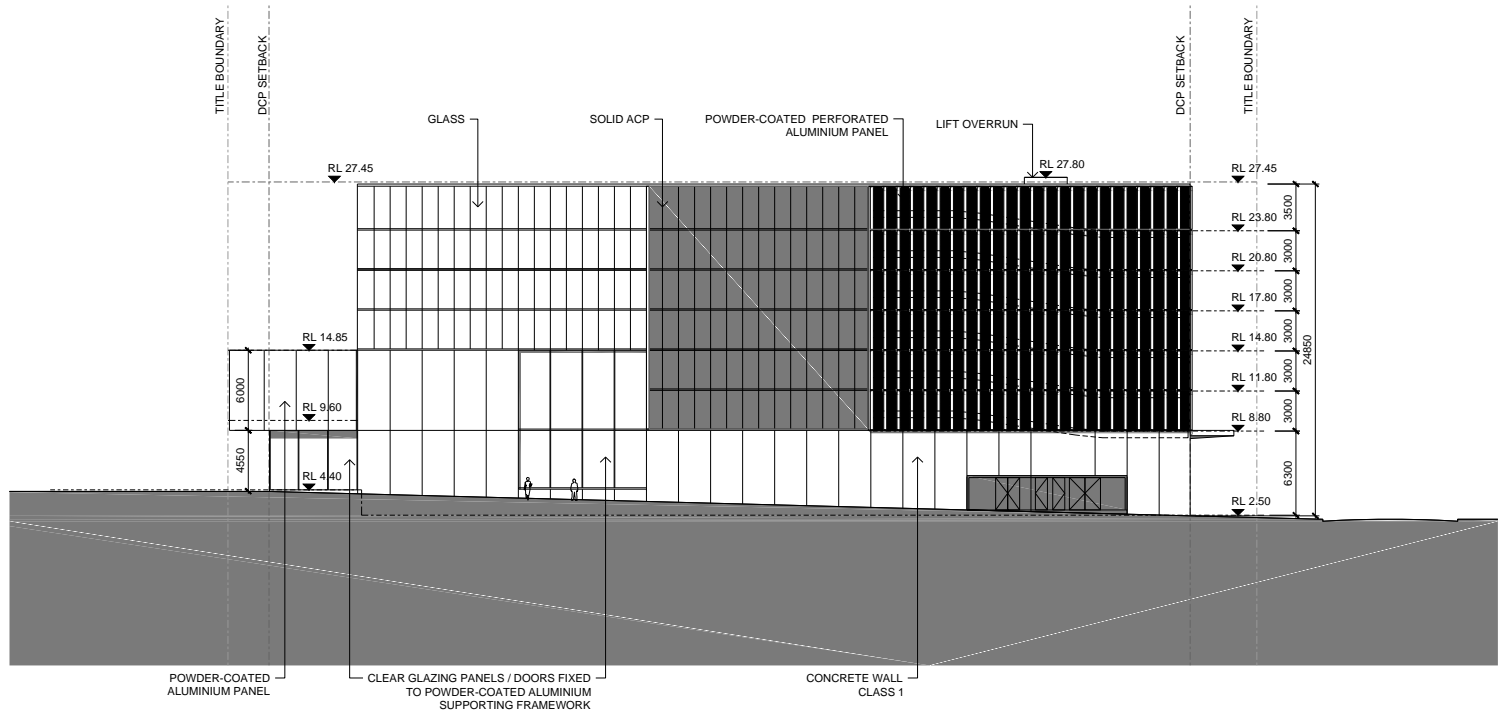 TITLE BOUNDARY
DCP SETBACK
DCP SETBACK
TITLE BOUNDARY
GLASS
SOLID ACP
POWDER-COATED PERFORATED
ALUMINIUM PANEL
LIFT OVERRUN
RL 27.45
RL 27.80
RL 27.45
3500
RL 23.80
3000
RL 20.80
3000
RL 17.80
3000
RL 14.80
24850
3000
RL 11.80
3000
RL 8.80
6300
RL 2.50
RL 14.85
6000
RL 9.60
4550
RL 4.40
POWDER-COATED
ALUMINIUM PANEL
CLEAR GLAZING PANELS / DOORS FIXED
TO POWDER-COATED ALUMINIUM
SUPPORTING FRAMEWORK
CONCRETE WALL
CLASS 1